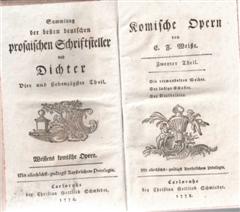 Sammlung
der besten deutschen
prosaischen Schriftsteller
und
Dichter
Vier und siebenzigster Theil.
Weissens komische Opern.
Mit allerhöchst-gnädigst Kayserlichem Privilegio.
Carlsruhe
bey Christian Gottlieb Schmieder,
1778.
Komische Opern
von
C. F. Weiße.
Zweyter Theil.
Die verwandelten Weiber.
Der lustige Schuster.
Der Dorfbalbier.
Mit allerhöchst-gnädigst Kayserlichem Privilegio.
Carlsruhe
bey Christian Gottlieb Schmieder,
1778.